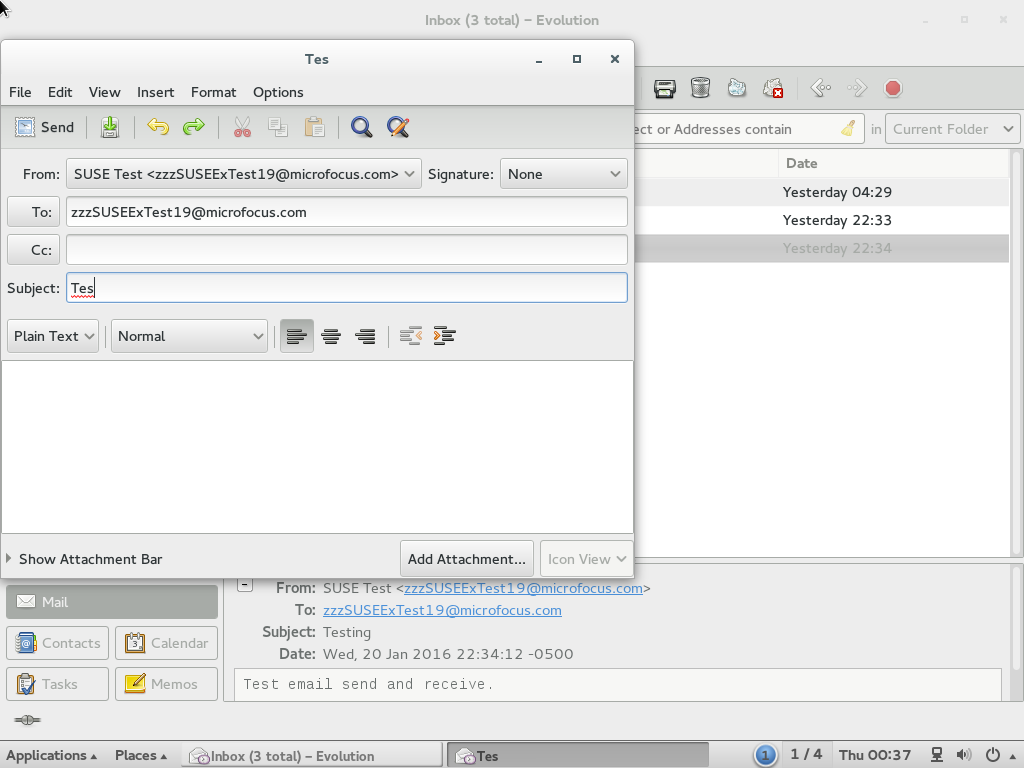 Inbox (3 total) – Evolution
Tes
File Edit View Insert Format Options
Send
ect or Addresses contain in Current Folder
From: SUSE Test <zzzSUSEExTest19@microfocus.com> Signature: None
Date
To: zzzSUSEExTest19@microfocus.com
Yesterday 04:29
Yesterday 22:33
Cc:
Yesterday 22:34
Subject: Tes
Plain Text Normal
Show Attachment Bar Add Attachment... Icon View
From: SUSE Test <zzzSUSEExTest19@microfocus.com>
Mail
To: zzzSUSEExTest19@microfocus.com
Subject: Testing
Contacts 3 Calendar
Date: Wed, 20 Jan 2016 22:34:12 -0500
Tasks Memos
Test email send and receive.
Applications Places Inbox (3 total) – Evolution Tes 1 1 / 4 Thu 00:37